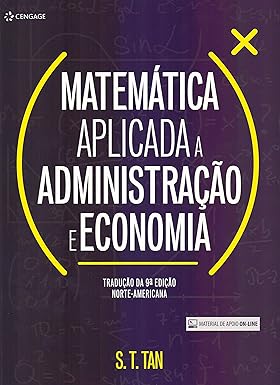 CENGAGE
MATEMÁTICA
APLICADA A
ADMINISTRAÇÃO
E ECONOMIA
TRADUÇÃO DA 9ª EDIÇÃO
NORTE-AMERICANA
MATERIAL DE APOIO ON-LINE
S. T. TAN